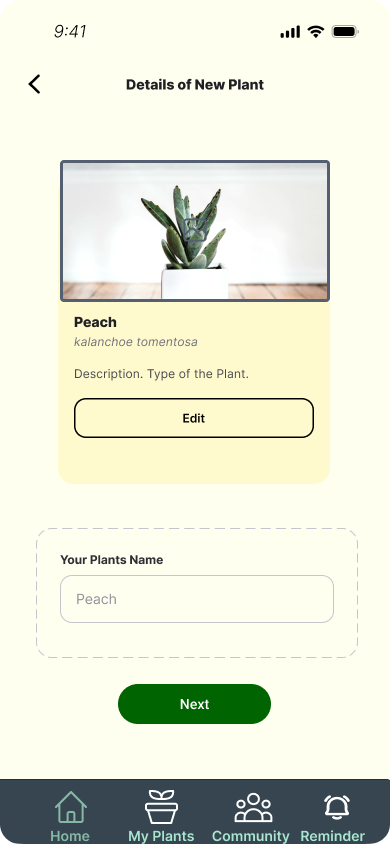 9:41
Details of New Plant
Peach
kalanchoe tomentosa
Description. Type of the Plant.
Edit
Your Plants Name
Peach
Next
Home My Plants Community Reminder